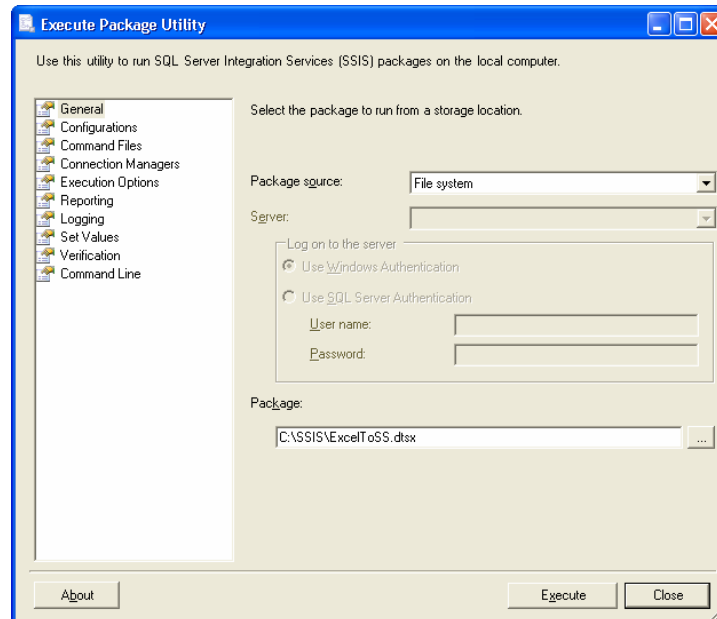 Execute Package Utility
Use this utility to run SQL Server Integration Services (SSIS) packages on the local computer.
General
Configurations
Command Files
Connection Managers
Execution Options
Reporting
Logging
Set Values
Verification
Command Line
Select the package to run from a storage location.
Package source: File system
Server:
Log on to the server
Use Windows Authentication
Use SQL Server Authentication
User name:
Password:
Package:
C:\SSIS\ExcelToSS.dtsx ...
About Execute Close